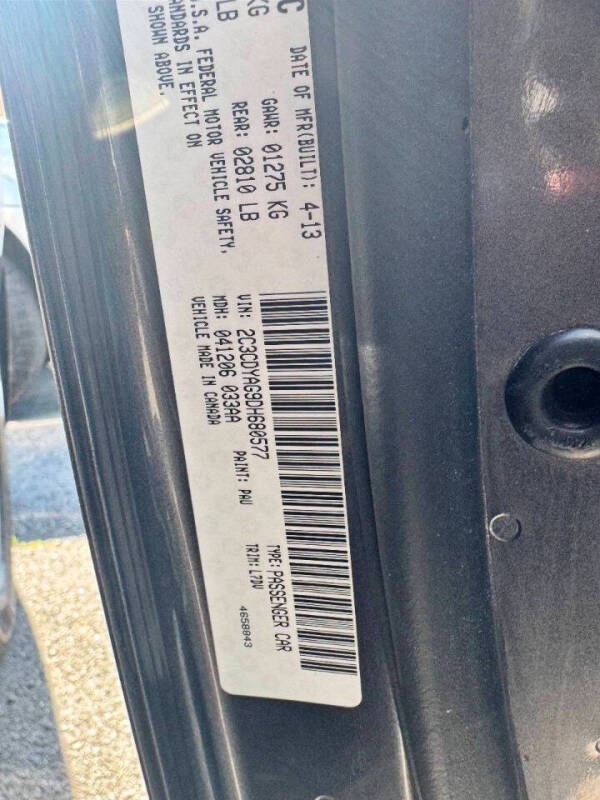 C
DATE OF MFR(BUILT): 4-13
KG GAWR: 01275 KG
LB REAR: 02810 LB
U.S.A. FEDERAL MOTOR VEHICLE SAFETY,
STANDARDS IN EFFECT ON
SHOWN ABOVE.
VIN: 2C3CDYAG9DH680577 TYPE: PASSENGER CAR
MDH: 041206 033AA PAINT: PAU TRIM: L7DV
VEHICLE MADE IN CANADA 4658843